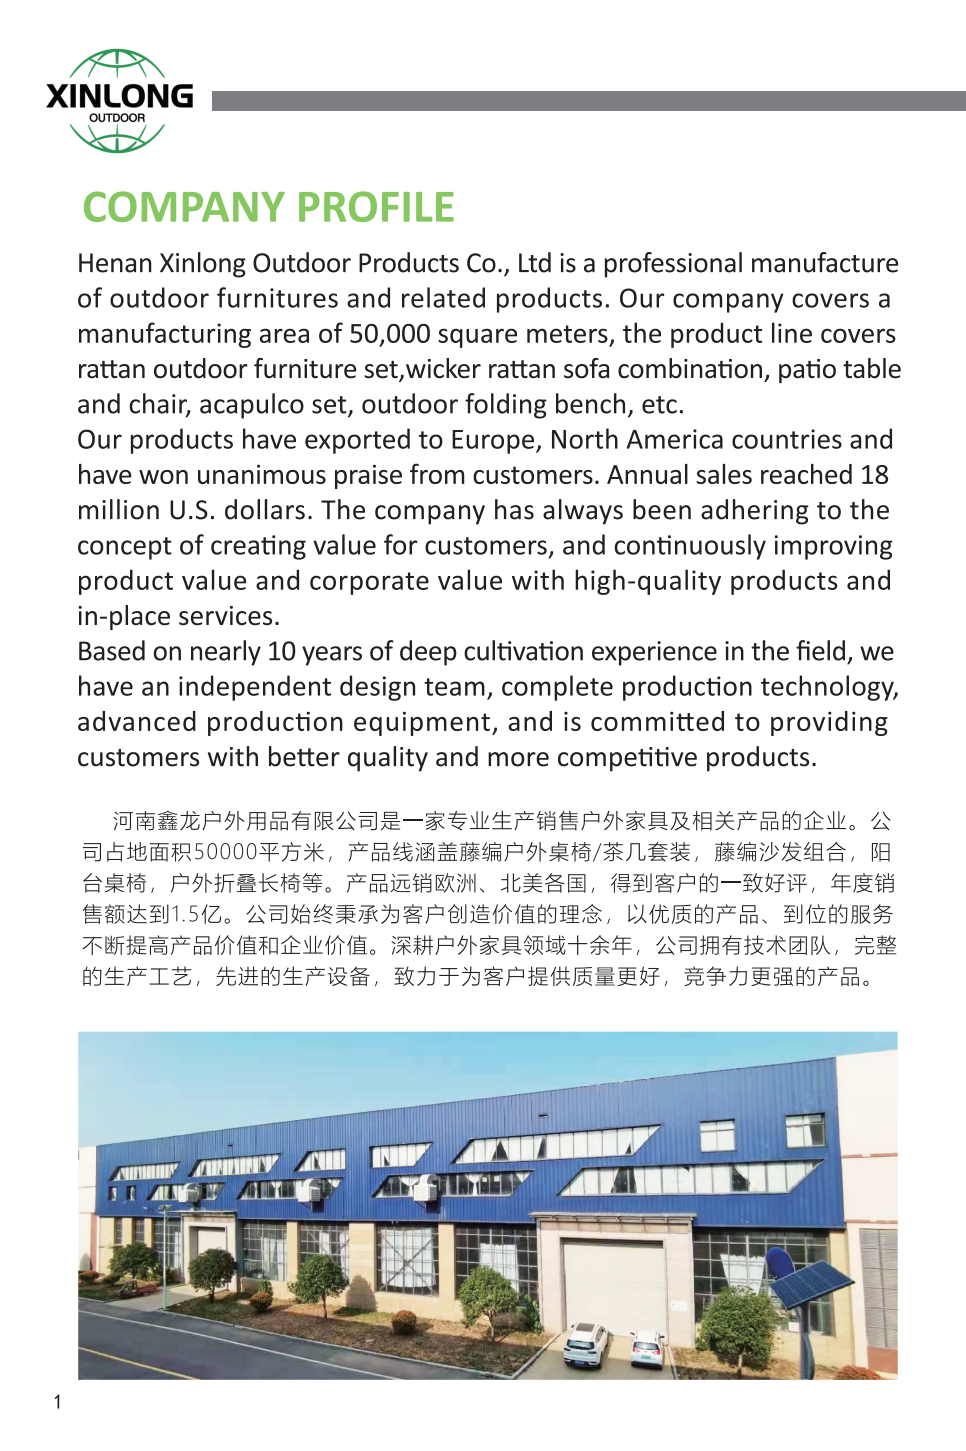 XINLONG
OUTDOOR
COMPANY PROFILE
Henan Xinlong Outdoor Products Co., Ltd is a professional manufacture
of outdoor furnitures and related products. Our company covers a
manufacturing area of 50,000 square meters, the product line covers
rattan outdoor furniture set,wicker rattan sofa combination, patio table
and chair, acapulco set, outdoor folding bench, etc.
Our products have exported to Europe, North America countries and
have won unanimous praise from customers. Annual sales reached 18
million U.S. dollars. The company has always been adhering to the
concept of creating value for customers, and continuously improving
product value and corporate value with high-quality products and
in-place services.
Based on nearly 10 years of deep cultivation experience in the field, we
have an independent design team, complete production technology,
advanced production equipment, and is committed to providing
customers with better quality and more competitive products.
河南鑫龙户外用品有限公司是一家专业生产销售户外家具及相关产品的企业。公
司占地面积50000平方米，产品线涵盖藤编户外桌椅/茶几套装，藤编沙发组合，阳
台桌椅，户外折叠长椅等。产品远销欧洲、北美各国，得到客户的一致好评，年度销
售额达到1.5亿。公司始终秉承为客户创造价值的理念，以优质的产品、到位的服务
不断提高产品价值和企业价值。深耕户外家具领域十余年，公司拥有技术团队，完整
的生产工艺，先进的生产设备，致力于为客户提供质量更好，竞争力更强的产品。
1